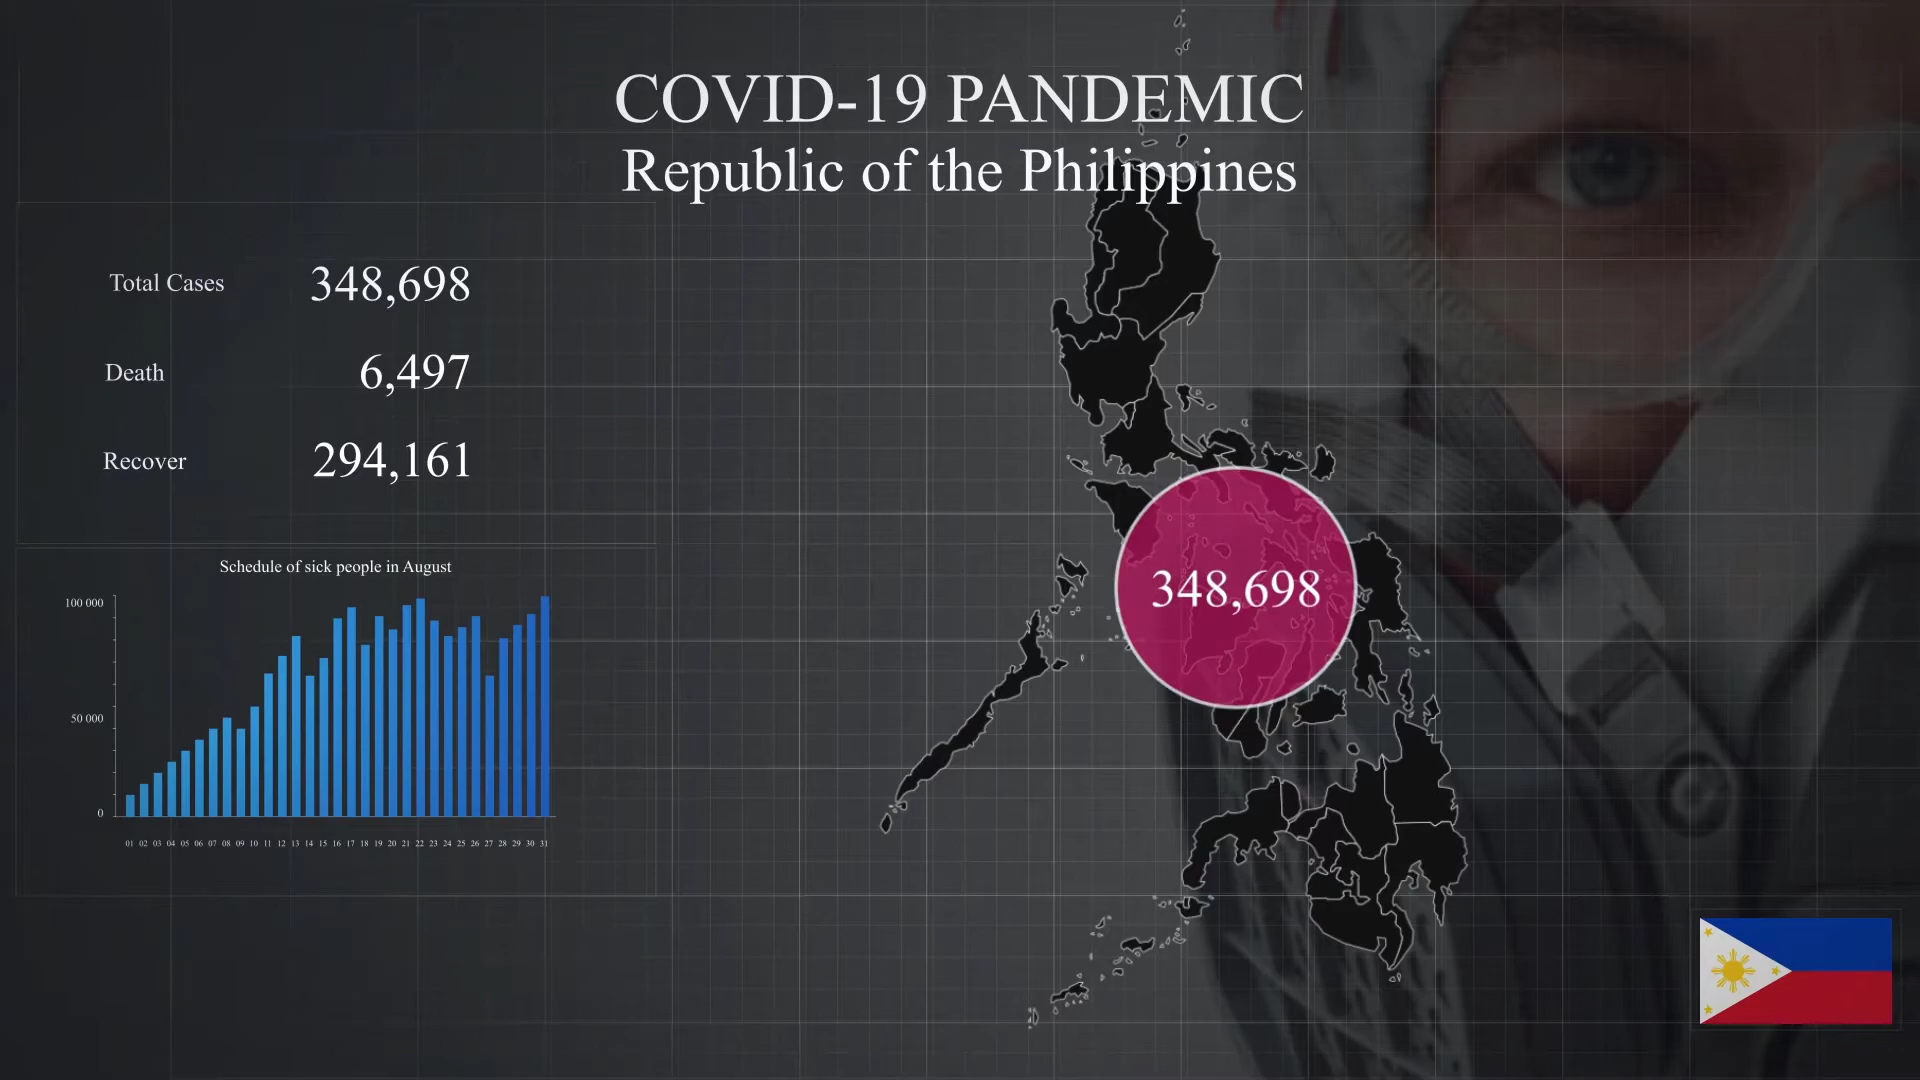 COVID-19 PANDEMIC
Republic of the Philippines
Total Cases 348,698
Death 6,497
Recover 294,161
348,698
Schedule of sick people in August
100 000
50 000
0
01 02 03 04 05 06 07 08 09 10 11 12 13 14 15 16 17 18 19 20 21 22 23 24 25 26 27 28 29 30 31